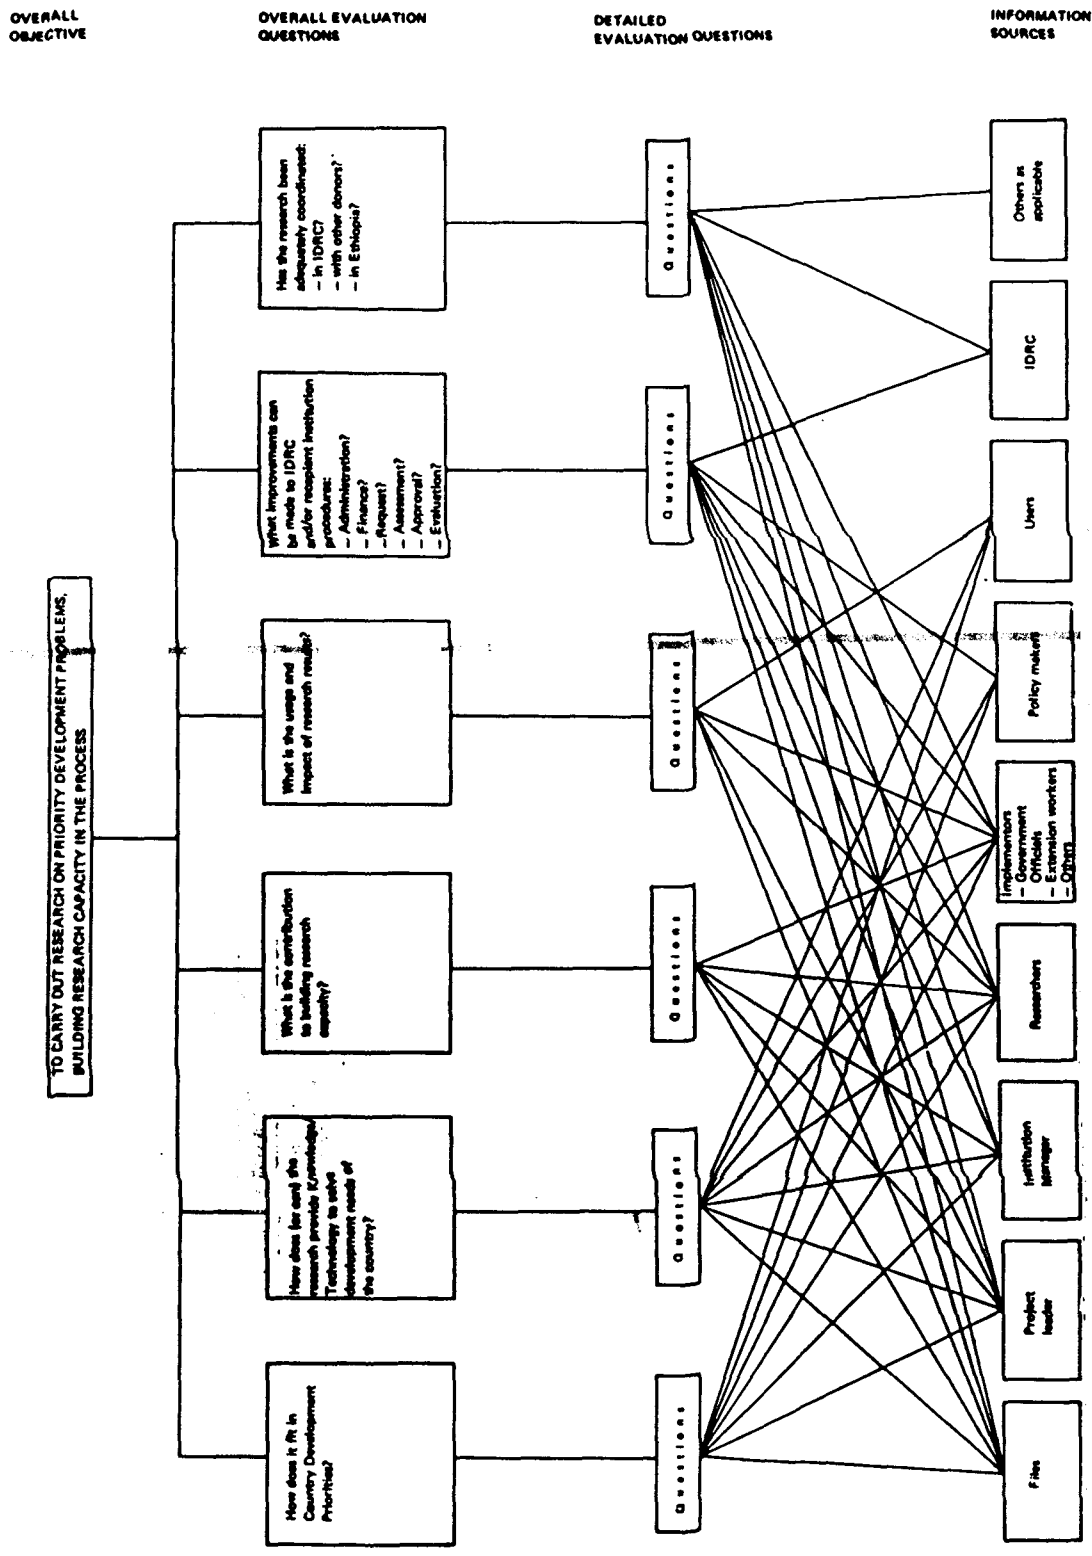 OVERALL
OBJECTIVE
OVERALL EVALUATION
QUESTIONS
DETAILED
EVALUATION QUESTIONS
INFORMATION
SOURCES
TO CARRY OUT RESEARCH ON PRIORITY DEVELOPMENT PROBLEMS,
BUILDING RESEARCH CAPACITY IN THE PROCESS
How does it fit in
Country Development
Priorities?
How does (or can) the
research provide Knowledge/
Technology to solve
development needs of
the country?
What is the contribution
to building research
capacity?
What is the usage and
impact of research results?
What improvements can
be made to IDRC
and/or recepient institution
procedures:
– Administration?
– Finance?
– Request?
– Assessment?
– Approval?
– Evaluation?
Has the research been
adequately coordinated:
– in IDRC?
– with other donors?
– in Ethiopia?
Questions
Questions
Questions
Questions
Questions
Questions
Files
Project
leader
Institution
Manager
Researchers
Implementors
– Government
Officials
– Extension workers
– Others
Policy makers
Users
IDRC
Others as
applicable